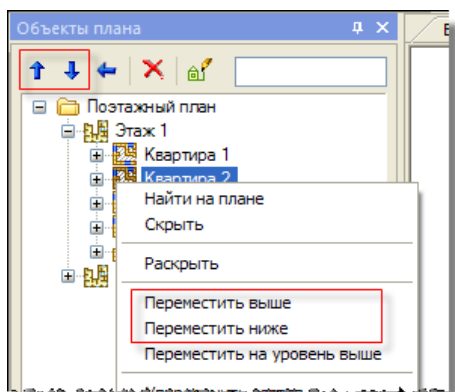 Объекты плана
Поэтажный план
Этаж 1
Квартира 1
Квартира 2
Найти на плане
Скрыть
Раскрыть
Переместить выше
Переместить ниже
Переместить на уровень выше